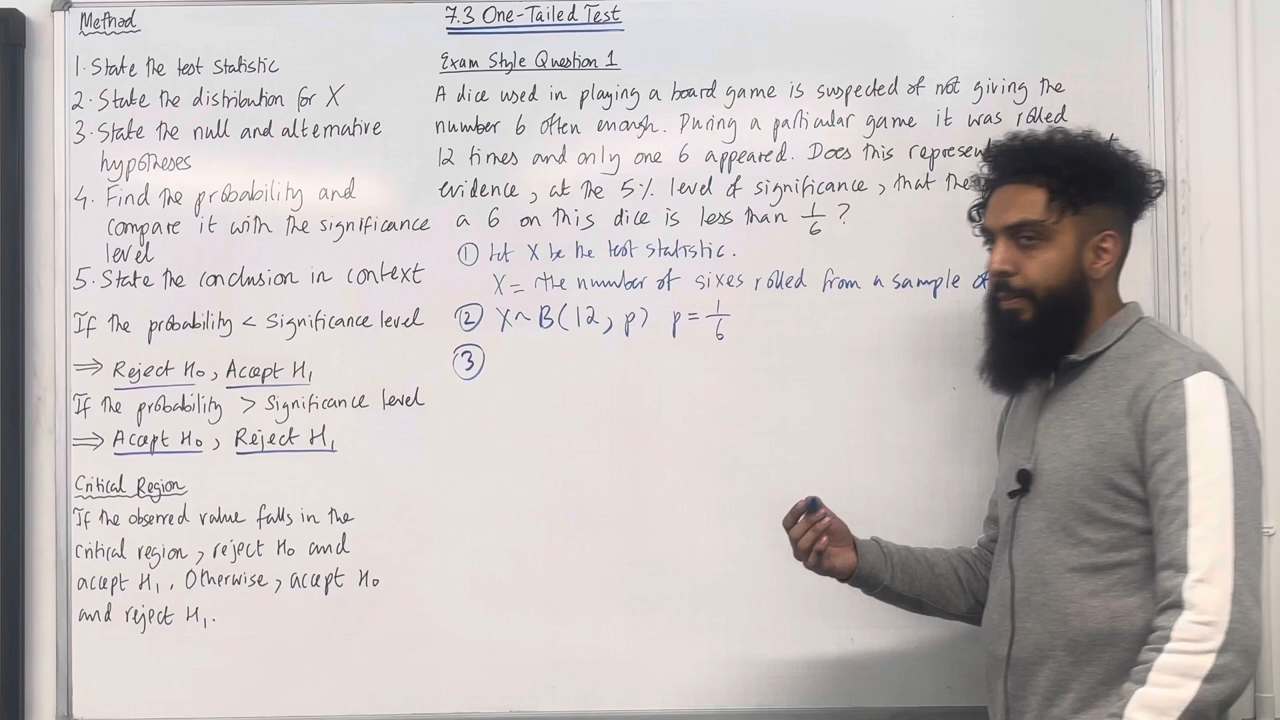 Method
1. State the test statistic
2. State the distribution for X
3. State the null and alternative
hypotheses
4. Find the probability and
compare it with the significance
level
5. State the conclusion in context
If the probability < significance level
⇒ Reject H₀, Accept H₁
If the probability > significance level
⇒ Accept H₀, Reject H₁
Critical Region
If the observed value falls in the
critical region, reject H₀ and
accept H₁. Otherwise, accept H₀
and reject H₁.
7.3 One-Tailed Test
Exam Style Question 1
A dice used in playing a board game is suspected of not giving the
number 6 often enough. During a particular game it was rolled
12 times and only one 6 appeared. Does this represent
evidence, at the 5% level of significance, that the
a 6 on this dice is less than 1/6?
① Let X be the test statistic.
X = the number of sixes rolled from a sample of
② X~B(12, p) p = 1/6
③